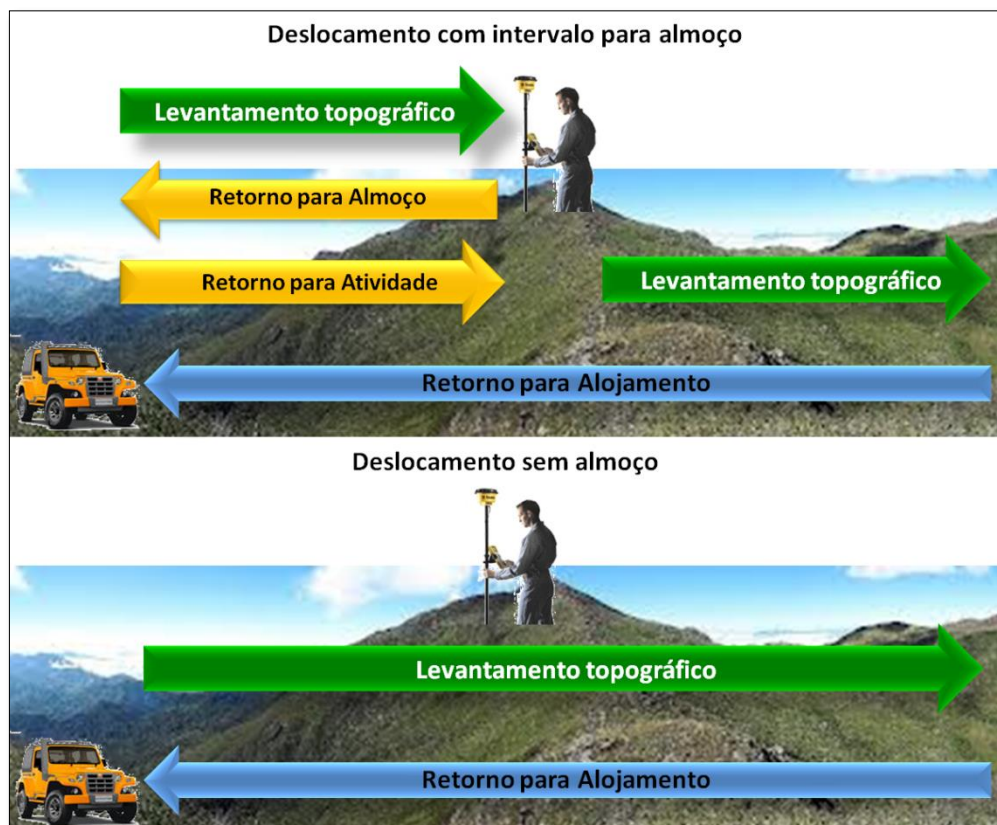 Deslocamento com intervalo para almoço
Levantamento topográfico
Retorno para Almoço
Retorno para Atividade
Levantamento topográfico
Retorno para Alojamento
Deslocamento sem almoço
Levantamento topográfico
Retorno para Alojamento